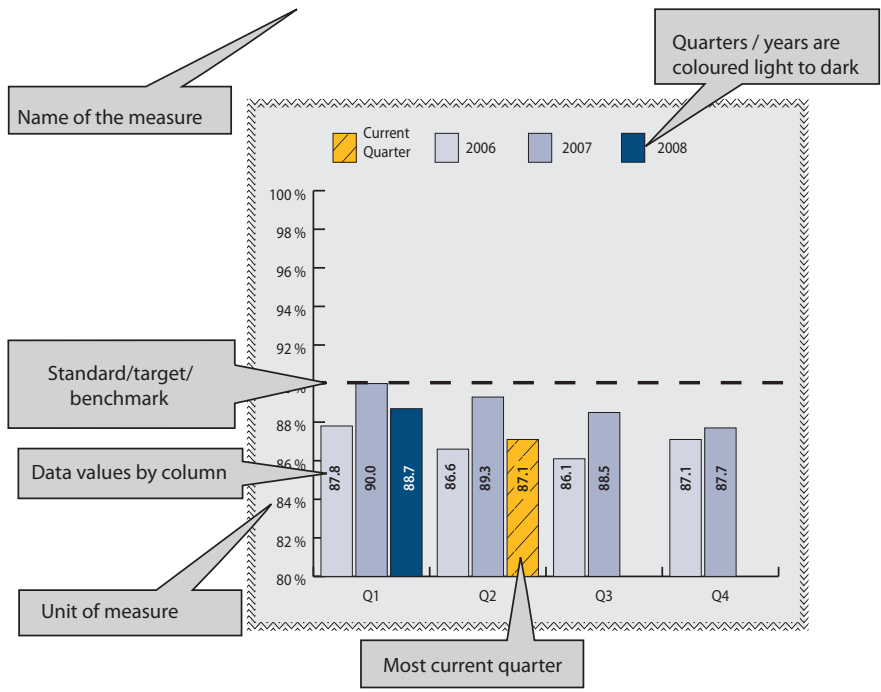 Quarters / years are
coloured light to dark
Name of the measure
Current
Quarter
2006
2007
2008
100 %
98 %
96 %
94 %
92 %
Standard/target/
benchmark
88 %
86 %
Data values by column
84 %
82 %
80 %
87.8
90.0
88.7
86.6
89.3
87.1
86.1
88.5
87.1
87.7
Q1
Q2
Q3
Q4
Unit of measure
Most current quarter